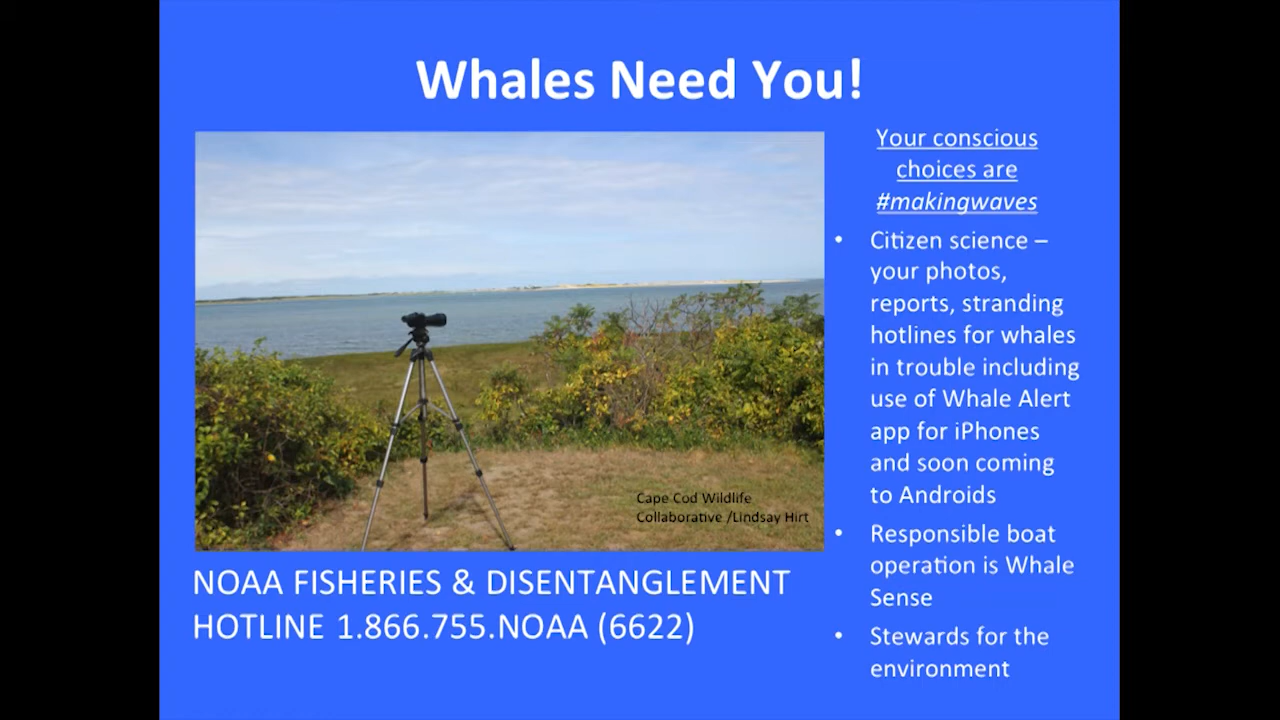 Whales Need You!
Your conscious
choices are
#makingwaves
• Citizen science –
your photos,
reports, stranding
hotlines for whales
in trouble including
use of Whale Alert
app for iPhones
and soon coming
to Androids
• Responsible boat
operation is Whale
Sense
• Stewards for the
environment
Cape Cod Wildlife
Collaborative /Lindsay Hirt
NOAA FISHERIES & DISENTANGLEMENT
HOTLINE 1.866.755.NOAA (6622)